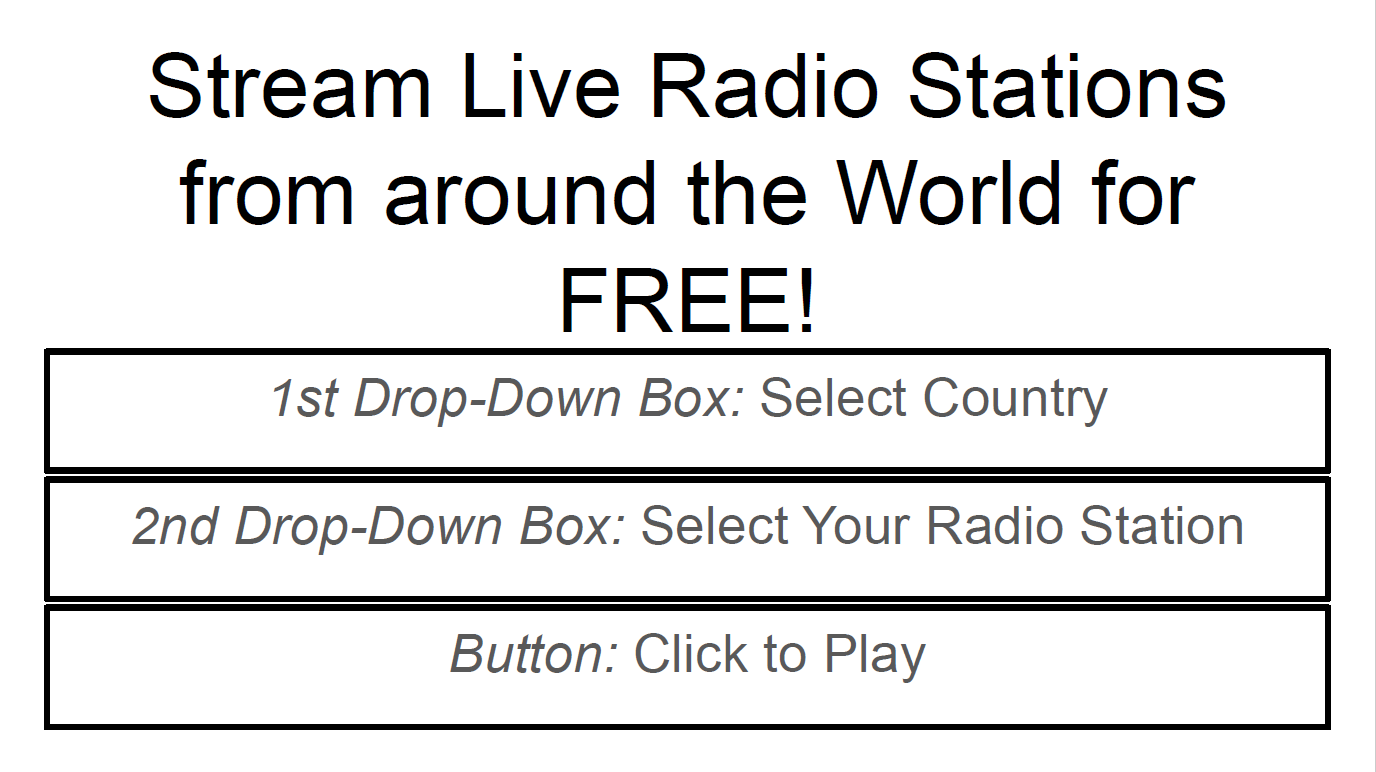 Stream Live Radio Stations
from around the World for
FREE!
1st Drop-Down Box: Select Country
2nd Drop-Down Box: Select Your Radio Station
Button: Click to Play